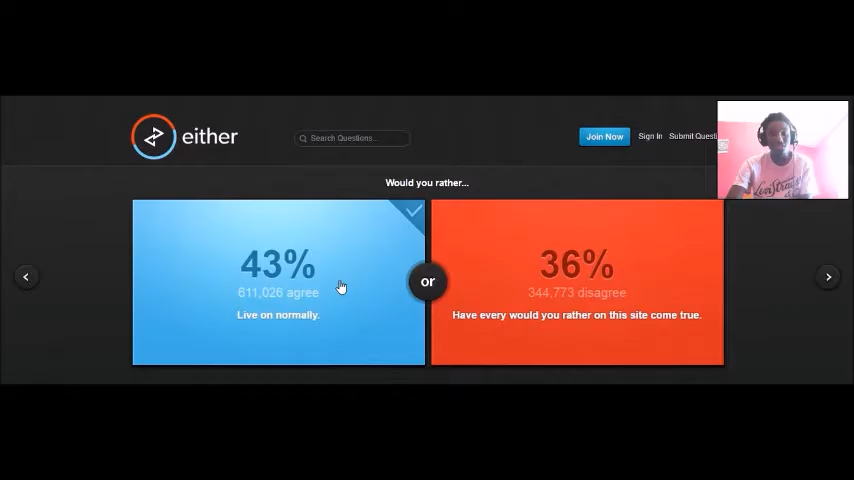 either
Search Questions...
Join Now
Sign In
Submit Questi
Would you rather...
43%
611,026 agree
Live on normally.
or
36%
344,773 disagree
Have every would you rather on this site come true.